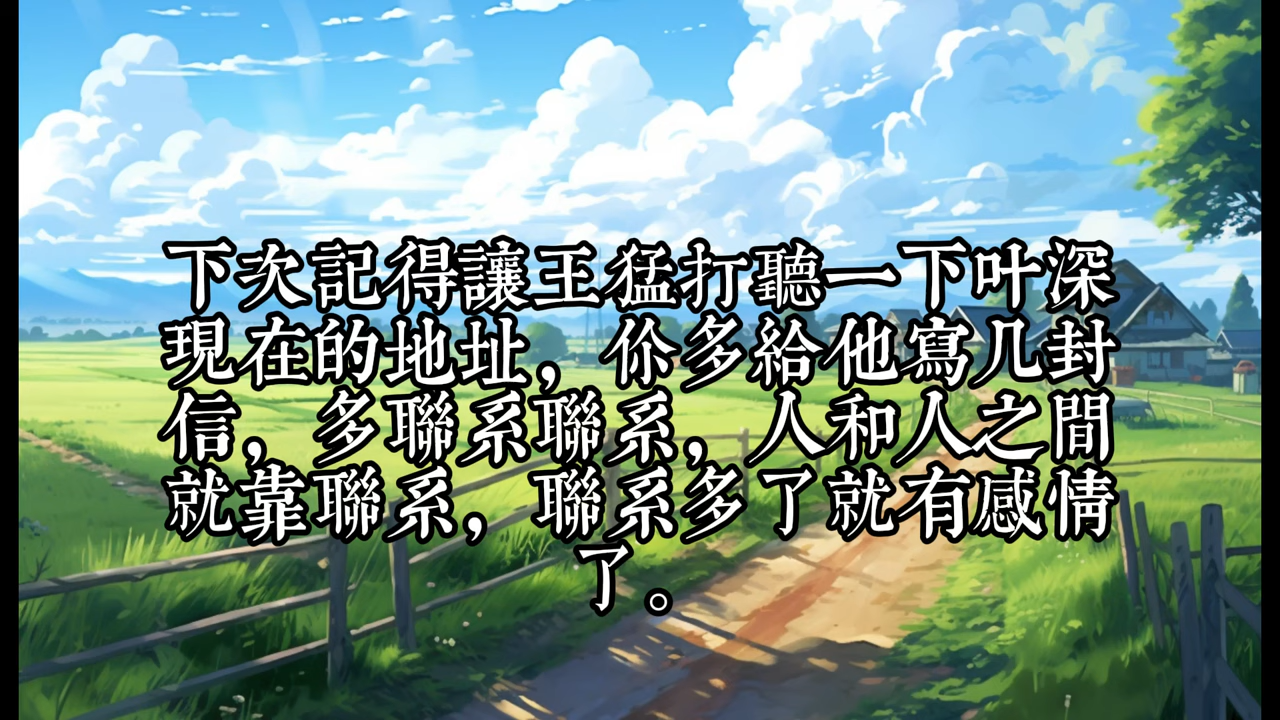 下次記得讓王猛打聽一下叶深
現在的地址，你多給他寫几封
信，多聯系聯系，人和人之間
就靠聯系，聯系多了就有感情
了。